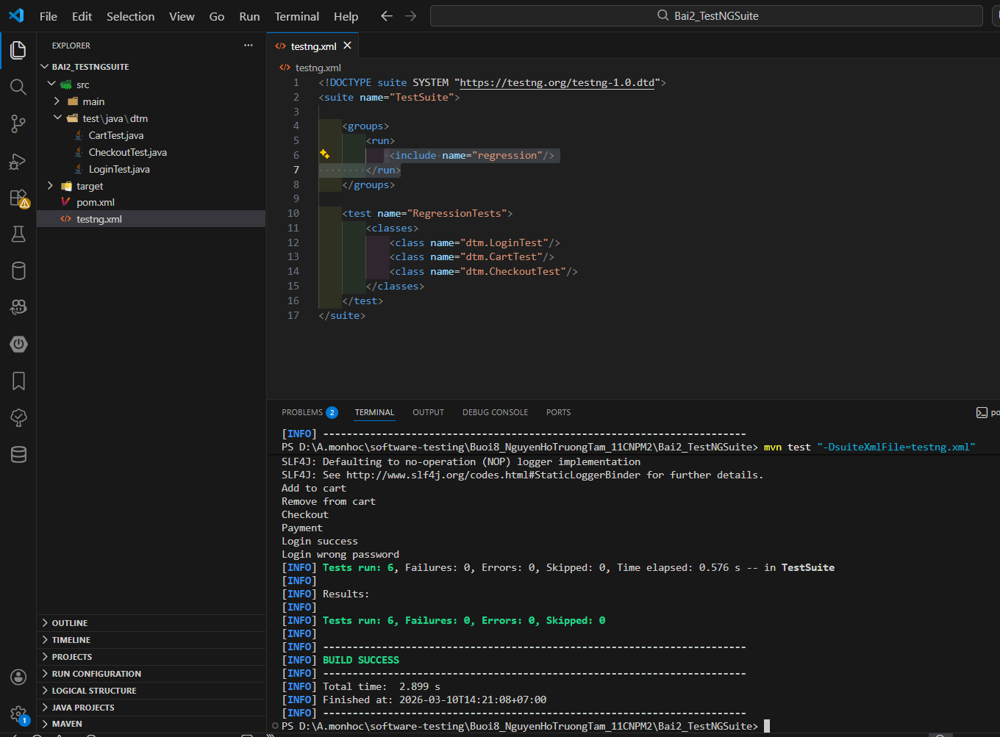 File Edit Selection View Go Run Terminal Help
Bai2_TestNGSuite
EXPLORER
BAI2_TESTNGSUITE
src
main
test\java\dtm
CartTest.java
CheckoutTest.java
LoginTest.java
target
pom.xml
testng.xml
OUTLINE
TIMELINE
PROJECTS
RUN CONFIGURATION
LOGICAL STRUCTURE
JAVA PROJECTS
MAVEN
1
testng.xml
testng.xml
1 <!DOCTYPE suite SYSTEM "https://testng.org/testng-1.0.dtd">
2 <suite name="TestSuite">
3
4 <groups>
5 <run>
6 <include name="regression"/>
7 </run>
8 </groups>
9
10 <test name="RegressionTests">
11 <classes>
12 <class name="dtm.LoginTest"/>
13 <class name="dtm.CartTest"/>
14 <class name="dtm.CheckoutTest"/>
15 </classes>
16 </test>
17 </suite>
PROBLEMS 2 TERMINAL OUTPUT DEBUG CONSOLE PORTS
[INFO] ------------------------------------------------------------------------
PS D:\A.monhoc\software-testing\Buoi8_NguyenHoTruongTam_11CNPM2\Bai2_TestNGSuite> mvn test "-DsuiteXmlFile=testng.xml"
SLF4J: Defaulting to no-operation (NOP) logger implementation
SLF4J: See http://www.slf4j.org/codes.html#StaticLoggerBinder for further details.
Add to cart
Remove from cart
Checkout
Payment
Login success
Login wrong password
[INFO] Tests run: 6, Failures: 0, Errors: 0, Skipped: 0, Time elapsed: 0.576 s -- in TestSuite
[INFO]
[INFO] Results:
[INFO]
[INFO] Tests run: 6, Failures: 0, Errors: 0, Skipped: 0
[INFO]
[INFO] ------------------------------------------------------------------------
[INFO] BUILD SUCCESS
[INFO] ------------------------------------------------------------------------
[INFO] Total time:  2.899 s
[INFO] Finished at: 2026-03-10T14:21:08+07:00
[INFO] ------------------------------------------------------------------------
PS D:\A.monhoc\software-testing\Buoi8_NguyenHoTruongTam_11CNPM2\Bai2_TestNGSuite>